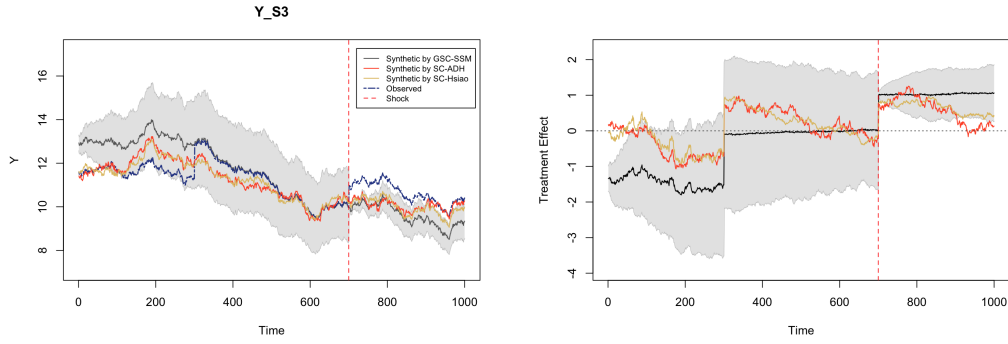 Y_S3
Synthetic by GSC-SSM
Synthetic by SC-ADH
Synthetic by SC-Hsiao
Observed
Shock
Y
16
14
12
10
8
0 200 400 600 800 1000
Time
Treatment Effect
2
1
0
-1
-2
-3
-4
0 200 400 600 800 1000
Time